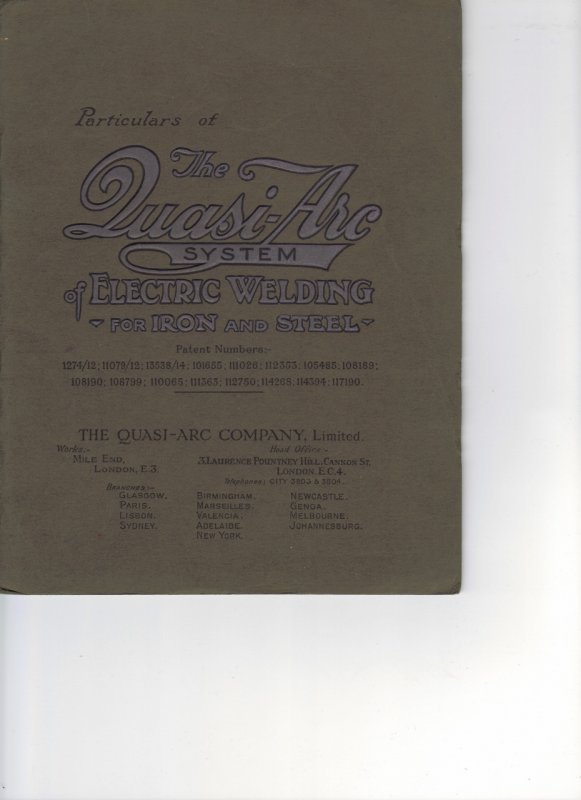 Particulars of
The
Quasi-Arc
SYSTEM
of ELECTRIC WELDING
FOR IRON AND STEEL
Patent Numbers:-
1274/12; 11079/12; 13538/14; 101655; 111026; 112353; 105485; 108189;
108190; 108799; 110065; 111363; 112750; 114268; 114394; 117190.
THE QUASI-ARC COMPANY, Limited.
Works:-
MILE END,
LONDON, E.3.
Head Office:-
3 LAURENCE POUNTNEY HILL, CANNON ST,
LONDON, E.C.4.
Telephones; CITY 3803 & 3804.
BRANCHES:-
GLASGOW. BIRMINGHAM. NEWCASTLE.
PARIS. MARSEILLES. GENOA.
LISBON. VALENCIA. MELBOURNE.
SYDNEY. ADELAIDE. JOHANNESBURG.
NEW YORK.